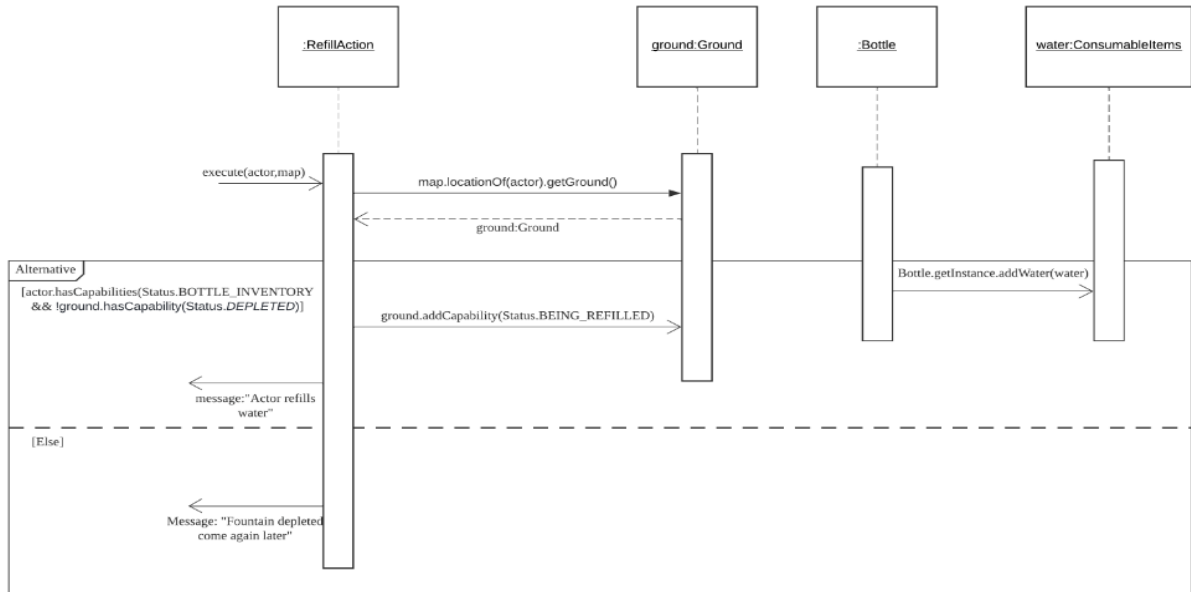 :RefillAction
ground:Ground
:Bottle
water:ConsumableItems
execute(actor,map)
map.locationOf(actor).getGround()
ground:Ground
Alternative
[actor.hasCapabilities(Status.BOTTLE_INVENTORY
&& !ground.hasCapability(Status.DEPLETED)]
Bottle.getInstance.addWater(water)
ground.addCapability(Status.BEING_REFILLED)
message:"Actor refills
water"
[Else]
Message: "Fountain depleted
come again later"